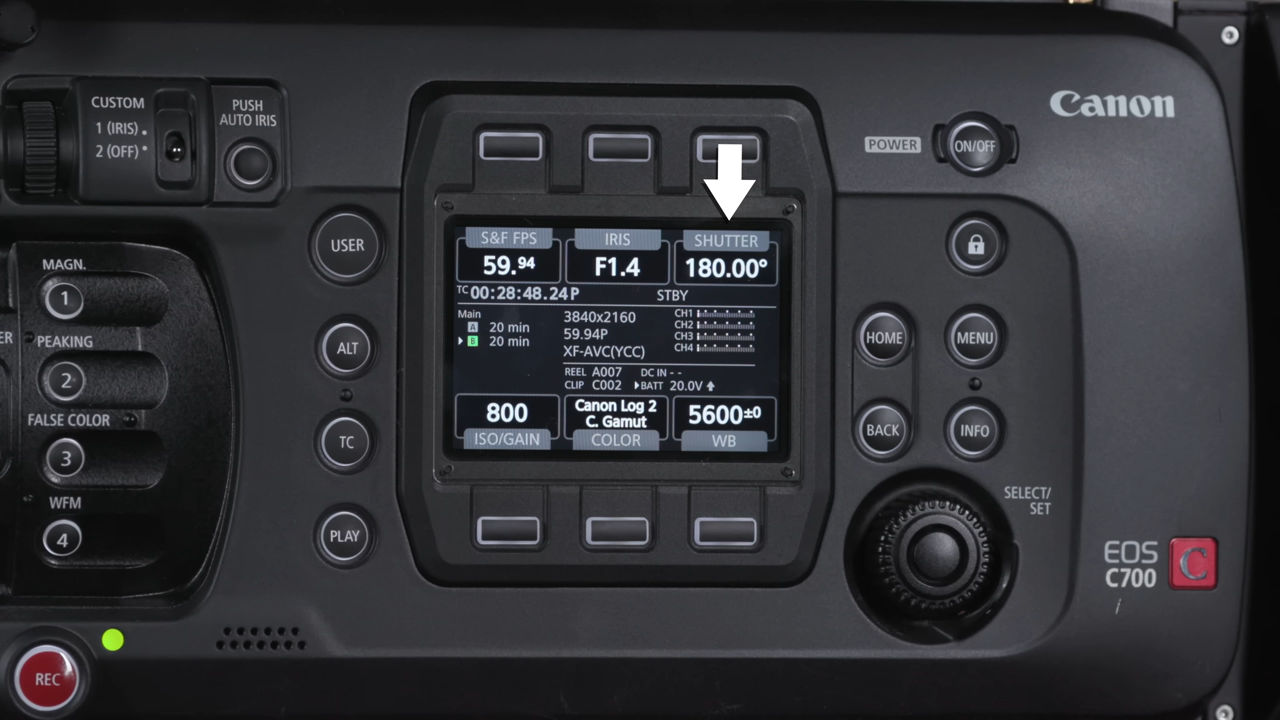 CUSTOM
1 (IRIS)
2 (OFF)
PUSH
AUTO IRIS
POWER
ON/OFF
Canon
USER
ALT
TC
PLAY
MAGN.
1
PEAKING
2
FALSE COLOR
3
WFM
4
REC
S&F FPS
IRIS
SHUTTER
59.94
F1.4
180.00°
TC 00:28:48.24P
STBY
Main
A 20 min
B 20 min
3840x2160
59.94P
XF-AVC(YCC)
REEL A007
CLIP C002
CH1
CH2
CH3
CH4
DC IN - -
BATT 20.0V
800
Canon Log 2
C. Gamut
5600±0
ISO/GAIN
COLOR
WB
HOME
MENU
BACK
INFO
SELECT/
SET
EOS
C700
C